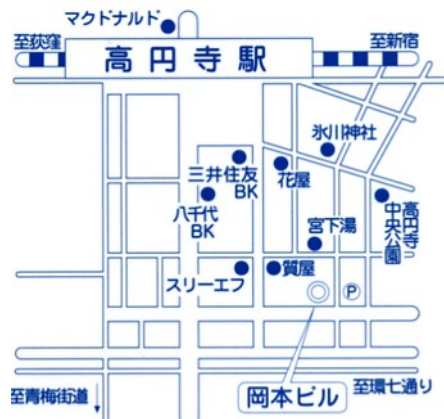 マクドナルド
至荻窪
高円寺駅
至新宿
氷川神社
三井住友
BK
花屋
八千代
BK
高円寺
中央公園
宮下湯
スリーエフ
質屋
P
至青梅街道
岡本ビル
至環七通り